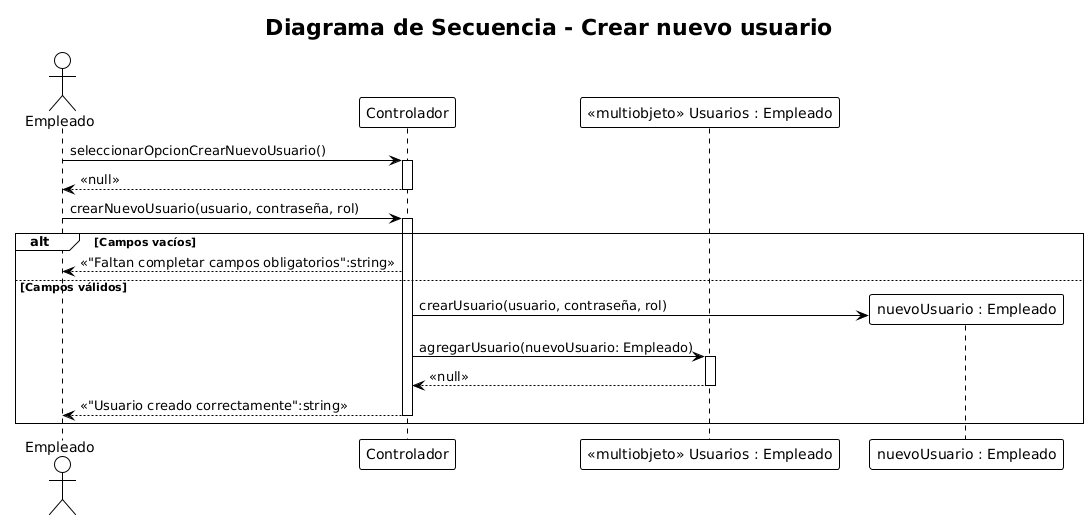 Diagrama de Secuencia - Crear nuevo usuario
Empleado
Controlador
«multiobjeto» Usuarios : Empleado
seleccionarOpcionCrearNuevoUsuario()
«null»
crearNuevoUsuario(usuario, contraseña, rol)
alt [Campos vacíos]
«"Faltan completar campos obligatorios":string»
[Campos válidos]
crearUsuario(usuario, contraseña, rol)
nuevoUsuario : Empleado
agregarUsuario(nuevoUsuario: Empleado)
«null»
«"Usuario creado correctamente":string»
Empleado
Controlador
«multiobjeto» Usuarios : Empleado
nuevoUsuario : Empleado